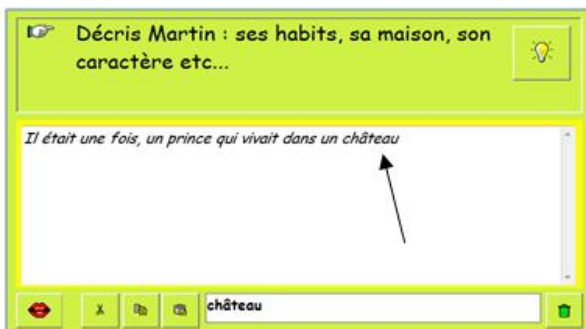 Décris Martin : ses habits, sa maison, son
caractère etc...
Il était une fois, un prince qui vivait dans un château
château